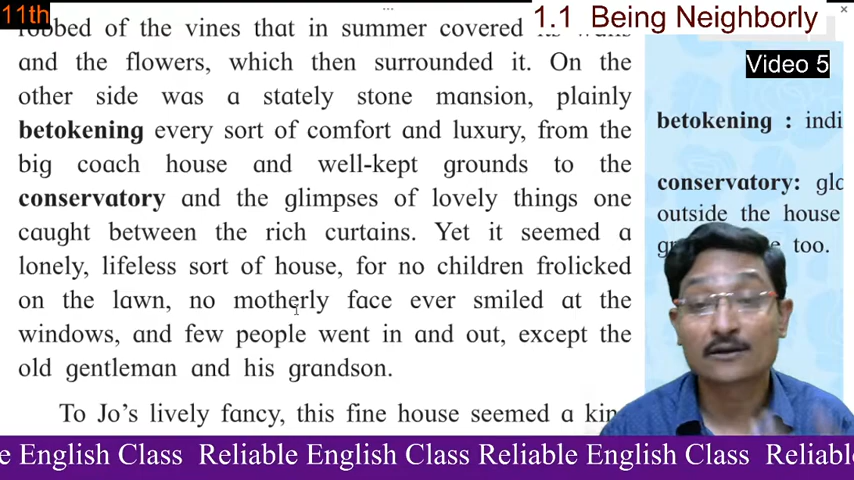 11th
1.1 Being Neighborly
Video 5
robbed of the vines that in summer covered its walls
and the flowers, which then surrounded it. On the
other side was a stately stone mansion, plainly
betokening every sort of comfort and luxury, from the
big coach house and well-kept grounds to the
conservatory and the glimpses of lovely things one
caught between the rich curtains. Yet it seemed a
lonely, lifeless sort of house, for no children frolicked
on the lawn, no motherly face ever smiled at the
windows, and few people went in and out, except the
old gentleman and his grandson.
To Jo's lively fancy, this fine house seemed a kin
betokening : indi
conservatory: gla
outside the house
too.
e English Class Reliable English Class Reliable English Class Reliabl